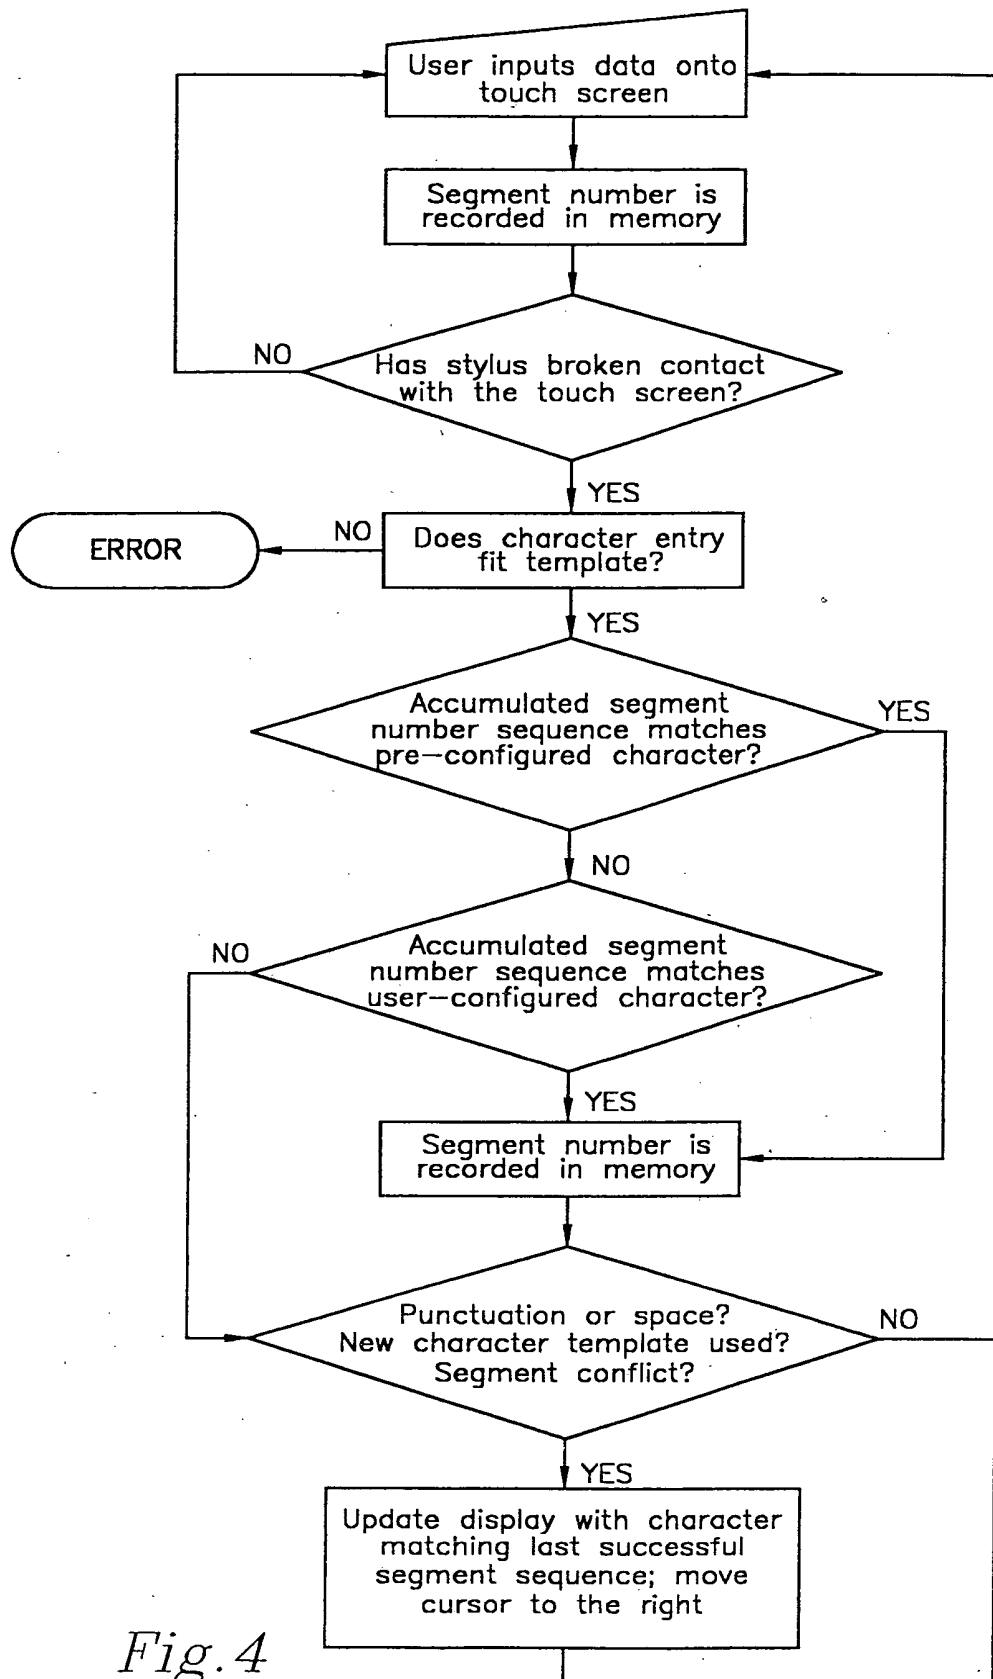 User inputs data onto
touch screen
Segment number is
recorded in memory
NO
Has stylus broken contact
with the touch screen?
YES
ERROR
NO
Does character entry
fit template?
YES
Accumulated segment
number sequence matches
pre-configured character?
YES
NO
Accumulated segment
number sequence matches
user-configured character?
NO
YES
Segment number is
recorded in memory
Punctuation or space?
New character template used?
Segment conflict?
NO
YES
Update display with character
matching last successful
segment sequence; move
cursor to the right
Fig.4